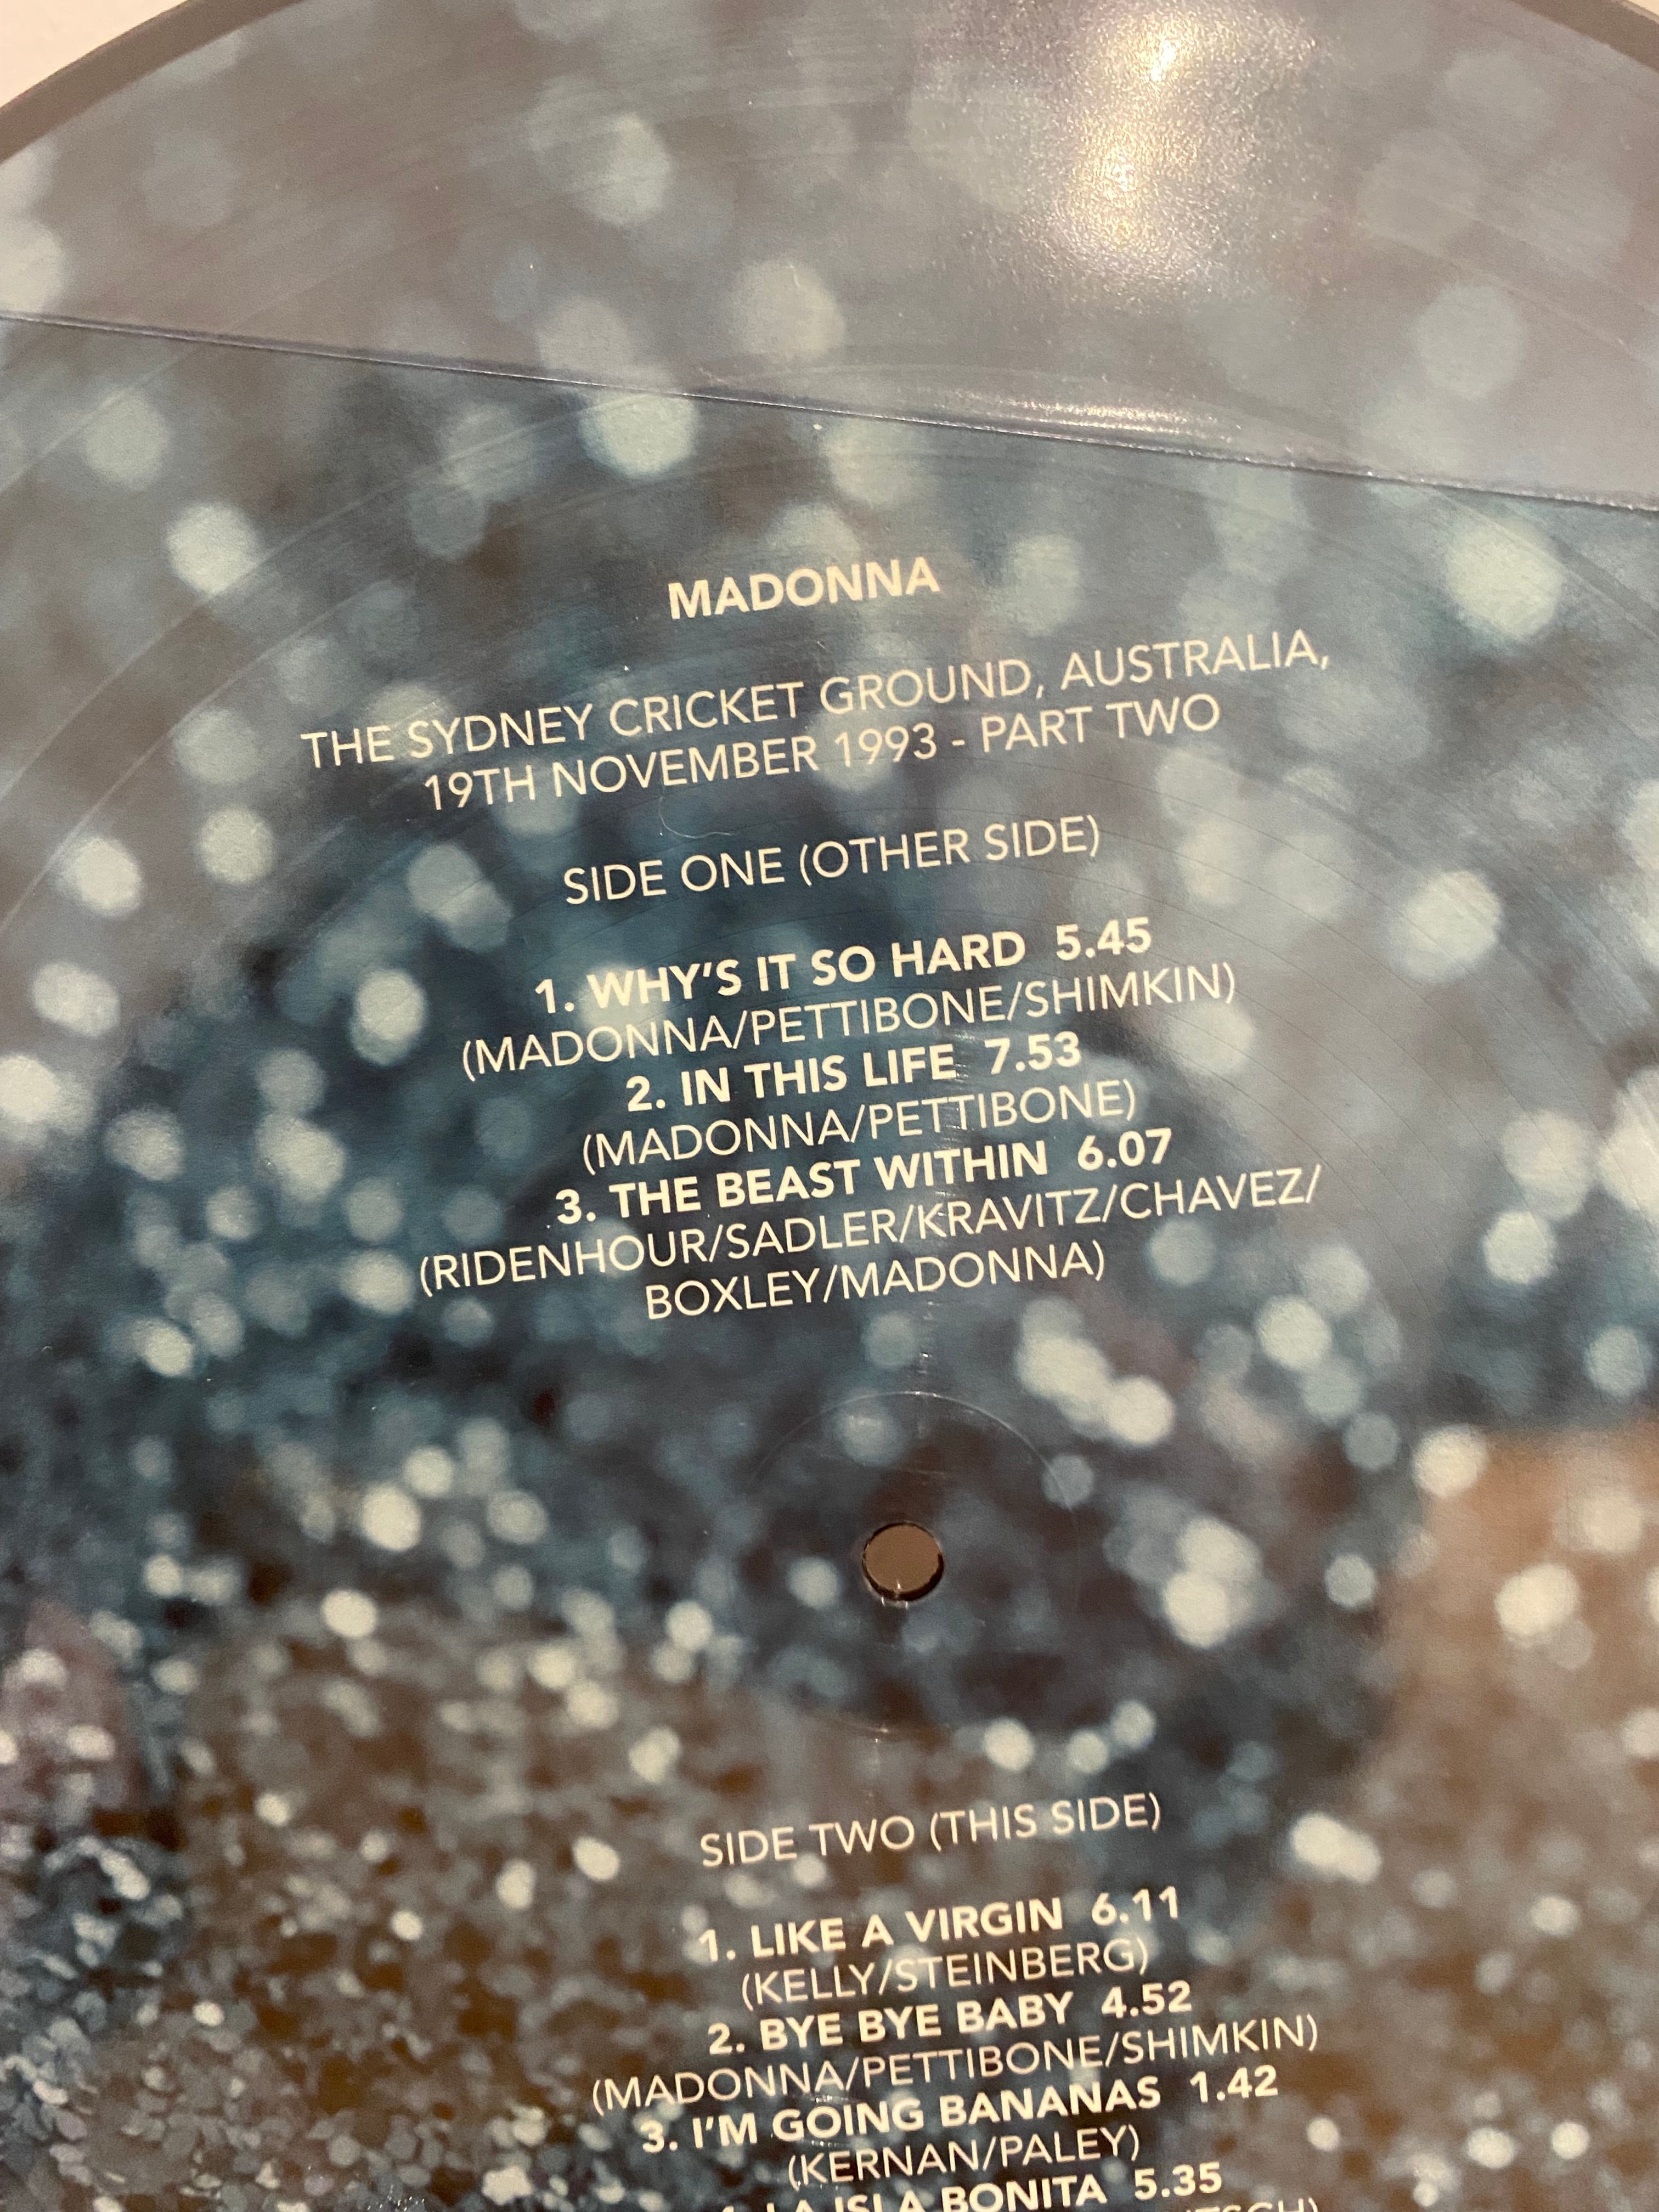 MADONNA
THE SYDNEY CRICKET GROUND, AUSTRALIA,
19TH NOVEMBER 1993 - PART TWO
SIDE ONE (OTHER SIDE)
1. WHY'S IT SO HARD 5.45
(MADONNA/PETTIBONE/SHIMKIN)
2. IN THIS LIFE 7.53
(MADONNA/PETTIBONE)
3. THE BEAST WITHIN 6.07
(RIDENHOUR/SADLER/KRAVITZ/CHAVEZ/
BOXLEY/MADONNA)
SIDE TWO (THIS SIDE)
1. LIKE A VIRGIN 6.11
(KELLY/STEINBERG)
2. BYE BYE BABY 4.52
(MADONNA/PETTIBONE/SHIMKIN)
3. I'M GOING BANANAS 1.42
(KERNAN/PALEY)
4. LA ISLA BONITA 5.35